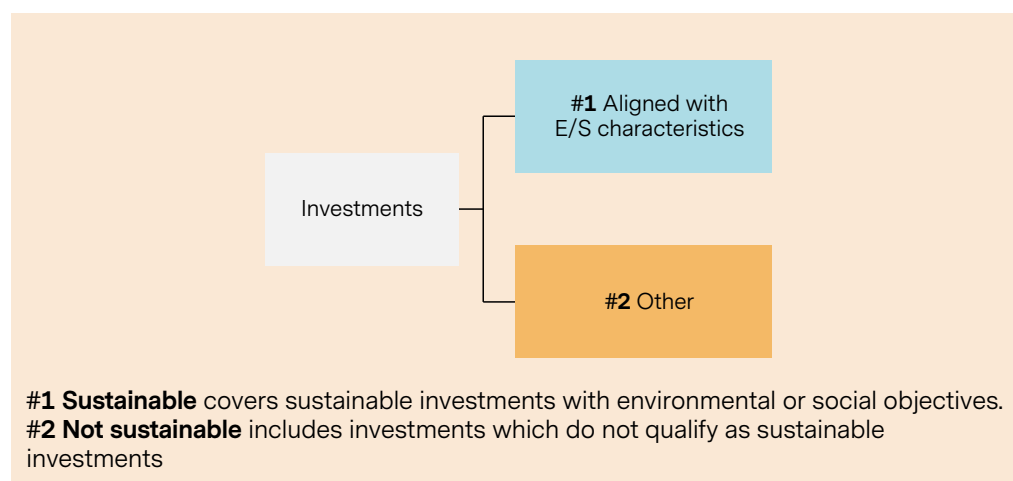 #1 Aligned with
E/S characteristics
Investments
#2 Other
#1 Sustainable covers sustainable investments with environmental or social objectives.
#2 Not sustainable includes investments which do not qualify as sustainable
investments